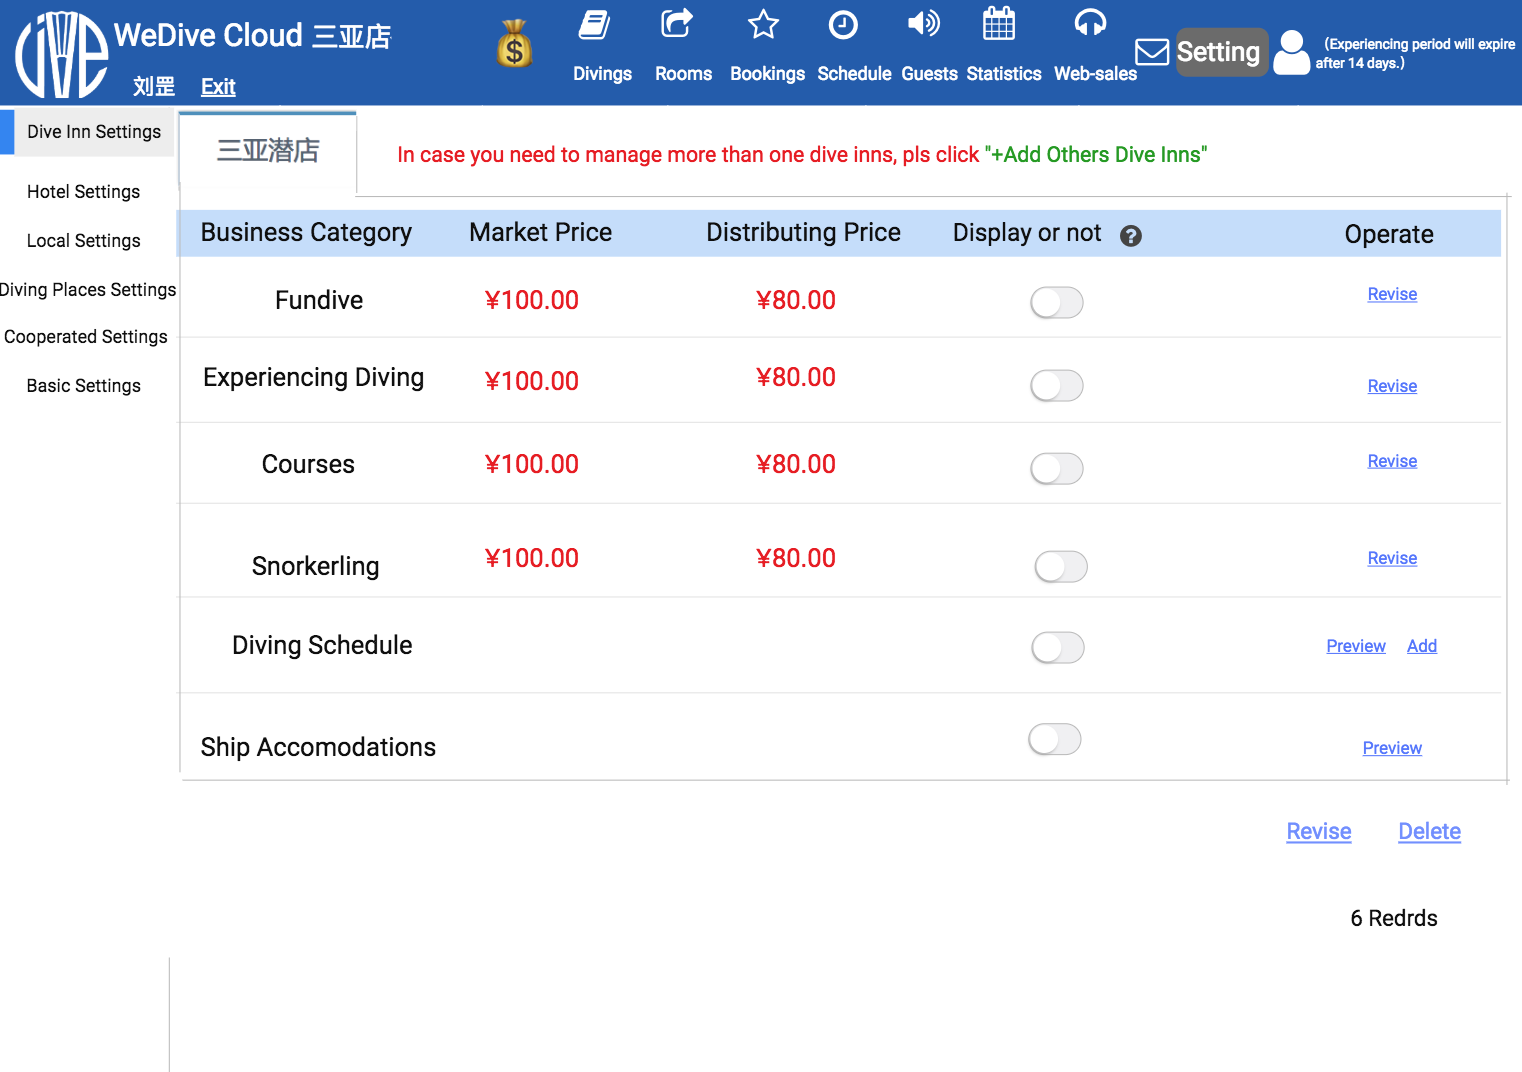 WeDive Cloud 三亚店
刘罡 Exit
Divings Rooms Bookings Schedule Guests Statistics Web-sales
Setting
(Experiencing period will expire
after 14 days.)
Dive Inn Settings
Hotel Settings
Local Settings
Diving Places Settings
Cooperated Settings
Basic Settings
三亚潜店
In case you need to manage more than one dive inns, pls click "+Add Others Dive Inns"
Business Category Market Price Distributing Price Display or not ? Operate
Fundive ¥100.00 ¥80.00 Revise
Experiencing Diving ¥100.00 ¥80.00 Revise
Courses ¥100.00 ¥80.00 Revise
Snorkerling ¥100.00 ¥80.00 Revise
Diving Schedule Preview Add
Ship Accomodations Preview
Revise Delete
6 Redrds